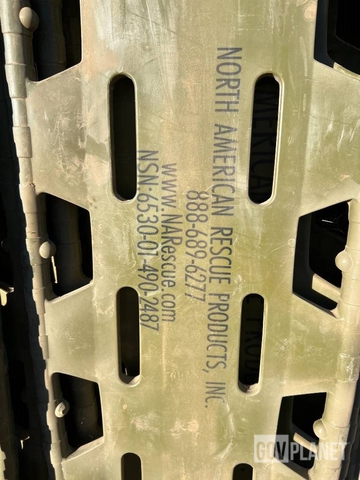 NORTH AMERICAN RESCUE PRODUCTS, INC.
888-689-6277
www.NARescue.com
NSN:6530-01-490-2487
GOVPLANET